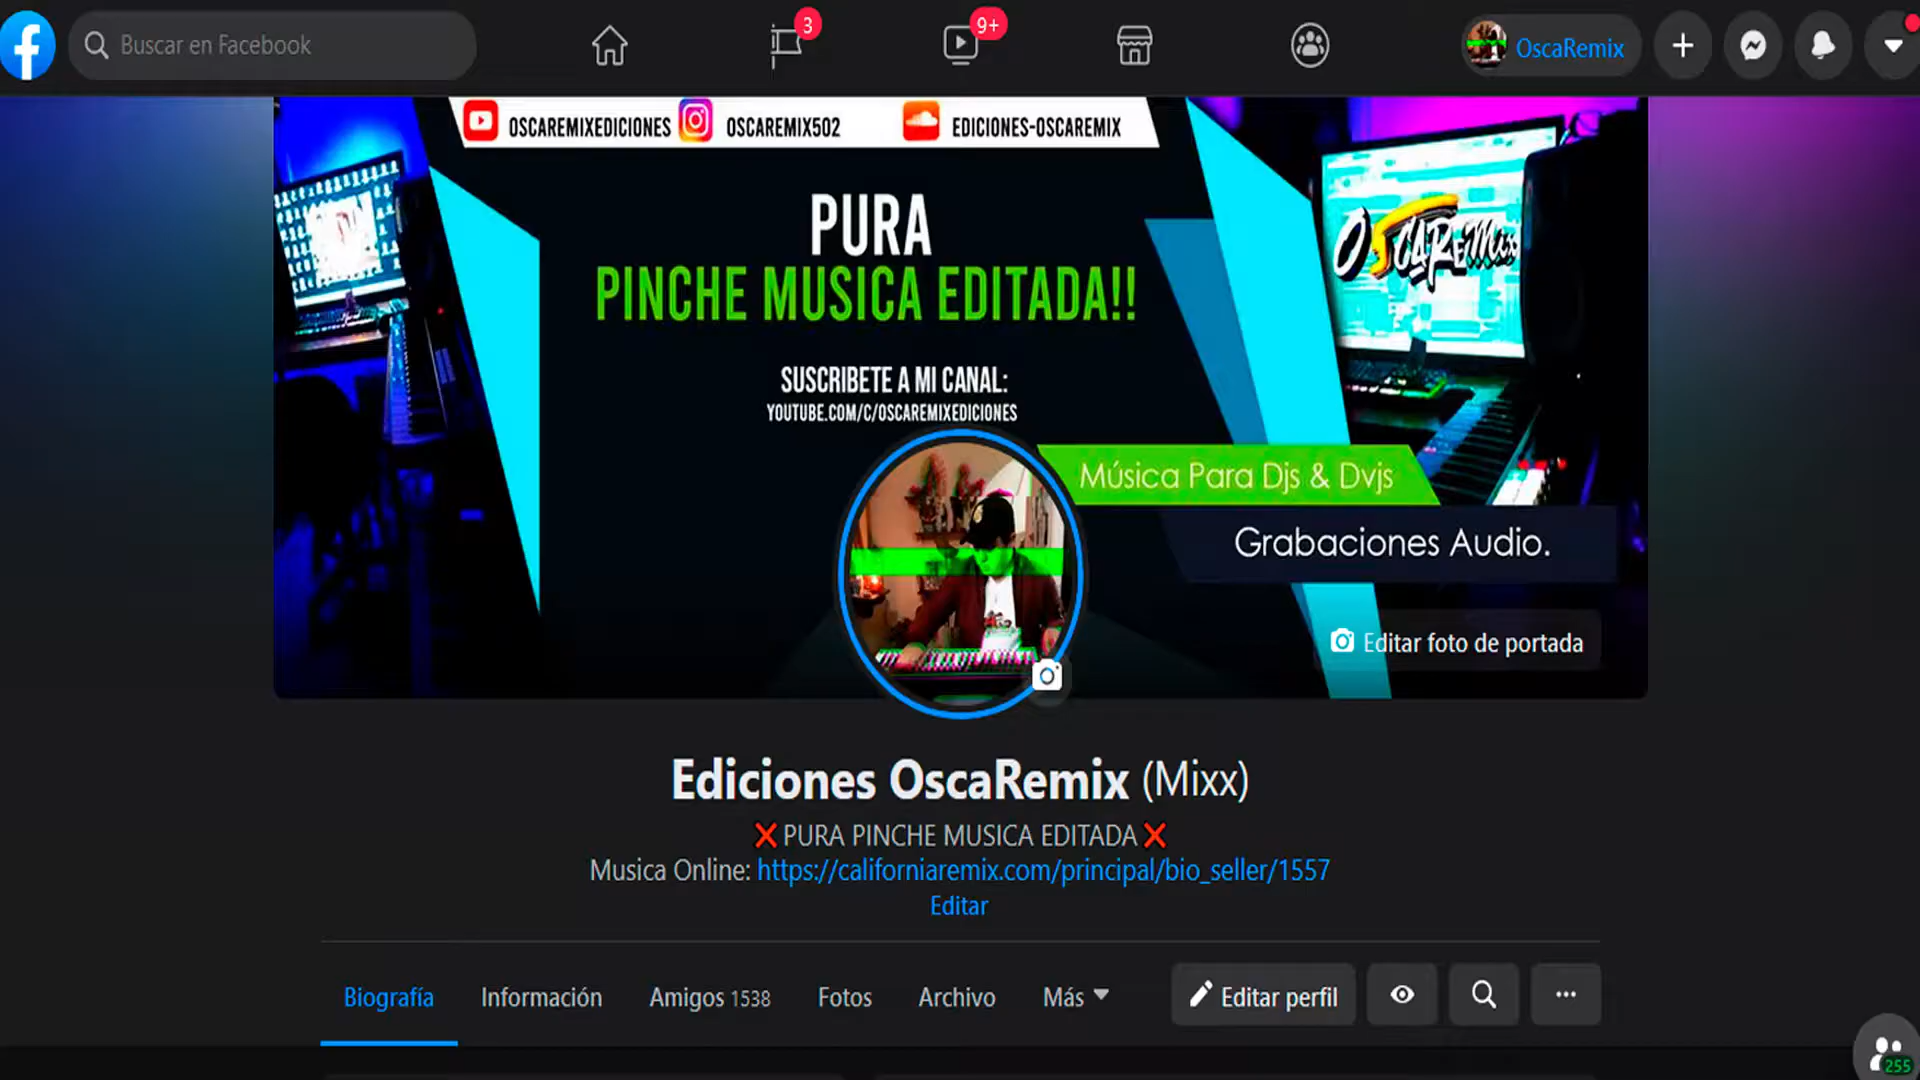 Buscar en Facebook
3
9+
OscaRemix
OSCAREMIXEDICIONES
OSCAREMIX502
EDICIONES-OSCAREMIX
PURA
PINCHE MUSICA EDITADA!!
OSCAREMIXX
SUSCRIBETE A MI CANAL:
YOUTUBE.COM/C/OSCAREMIXEDICIONES
Música Para Djs & Dvjs
Grabaciones Audio.
Editar foto de portada
Ediciones OscaRemix (Mixx)
❌ PURA PINCHE MUSICA EDITADA ❌
Musica Online: https://californiaremix.com/principal/bio_seller/1557
Editar
Biografía Información Amigos 1538 Fotos Archivo Más Editar perfil
255